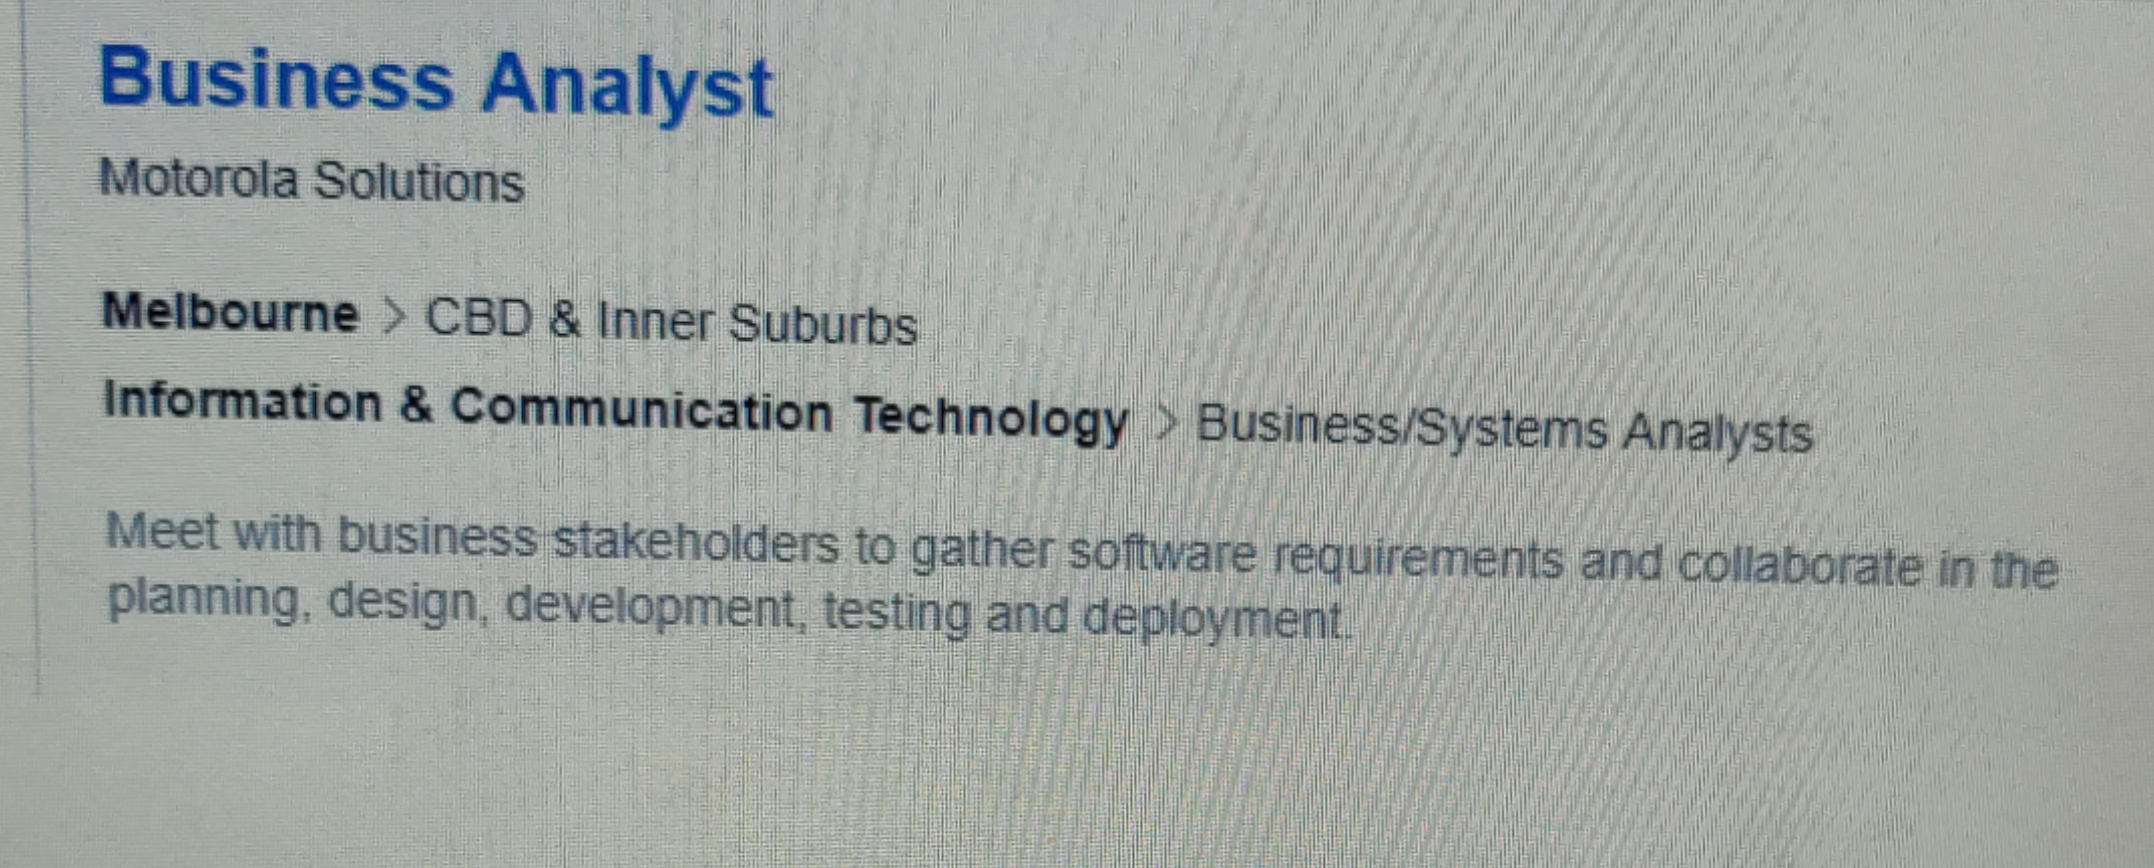 Business Analyst
Motorola Solutions
Melbourne > CBD & Inner Suburbs
Information & Communication Technology > Business/Systems Analysts
Meet with business stakeholders to gather software requirements and collaborate in the
planning, design, development, testing and deployment.